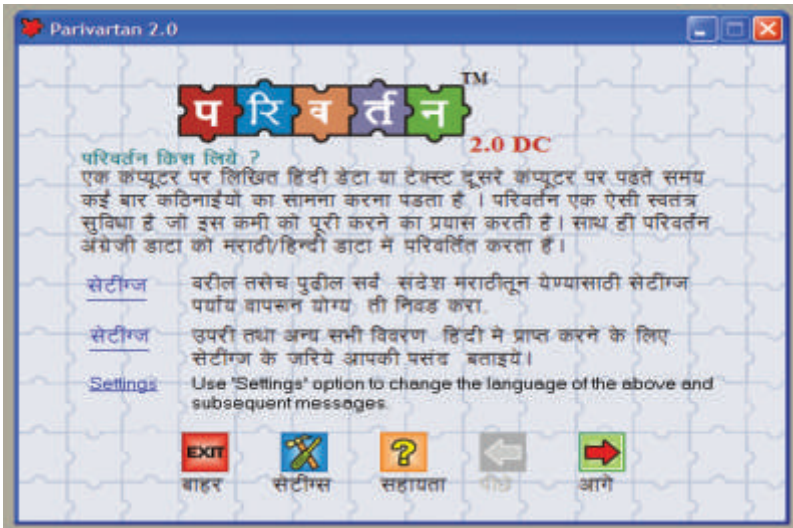 Parivartan 2.0
परिवर्तन TM
2.0 DC
परिवर्तन किस लिये ?
एक कंप्यूटर पर लिखित हिंदी डेटा या टेक्स्ट दूसरे कंप्यूटर पर पढते समय
कई बार कठिनाईयों का सामना करना पडता है । परिवर्तन एक ऐसी स्वतंत्र
सुविधा है जो इस कमी को पूरी करने का प्रयास करती है। साथ ही परिवर्तन
अंग्रेजी डाटा को मराठी/हिन्दी डाटा में परिवर्तित करता है।
सेटींग्ज वरील तसेच पुढील सर्व संदेश मराठीतून येण्यासाठी सेटींग्ज
पर्याय वापरून योग्य ती निवड करा.
सेटींग्ज उपरी तथा अन्य सभी विवरण हिंदी मे प्राप्त करने के लिए
सेटींग्ज के जरिये आपकी पसंद बताइये।
Settings Use 'Settings' option to change the language of the above and
subsequent messages.
EXIT
बाहर सेटींग्स सहायता पीछे आगे